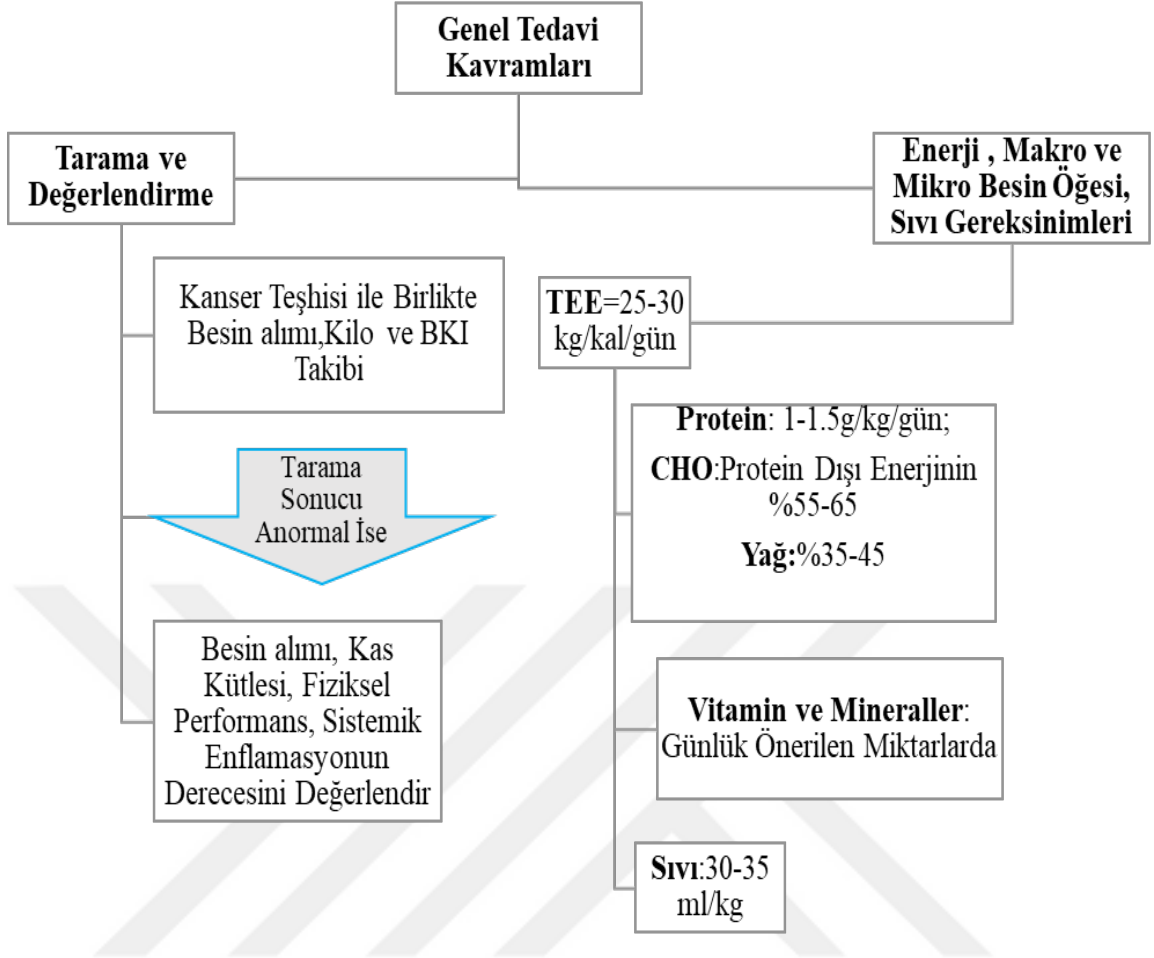 Genel Tedavi
Kavramları
Tarama ve
Değerlendirme
Kanser Teşhisi ile Birlikte
Besin alımı,Kilo ve BKI
Takibi
Tarama
Sonucu
Anormal İse
Besin alımı, Kas
Kütlesi, Fiziksel
Performans, Sistemik
Enflamasyonun
Derecesini Değerlendir
Enerji , Makro ve
Mikro Besin Öğesi,
Sıvı Gereksinimleri
TEE=25-30
kg/kal/gün
Protein: 1-1.5g/kg/gün;
CHO:Protein Dışı Enerjinin
%55-65
Yağ:%35-45
Vitamin ve Mineraller:
Günlük Önerilen Miktarlarda
Sıvı:30-35
ml/kg